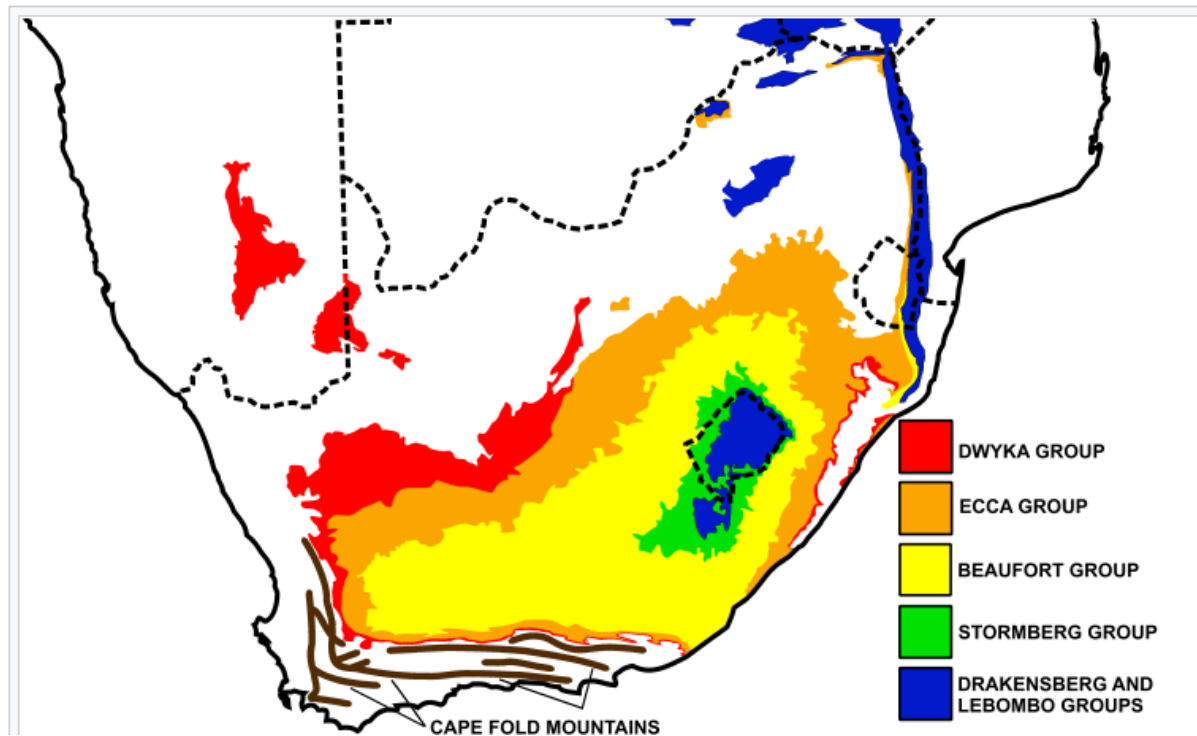 DWYKA GROUP
ECCA GROUP
BEAUFORT GROUP
STORMBERG GROUP
DRAKENSBERG AND
LEBOMBO GROUPS
CAPE FOLD MOUNTAINS